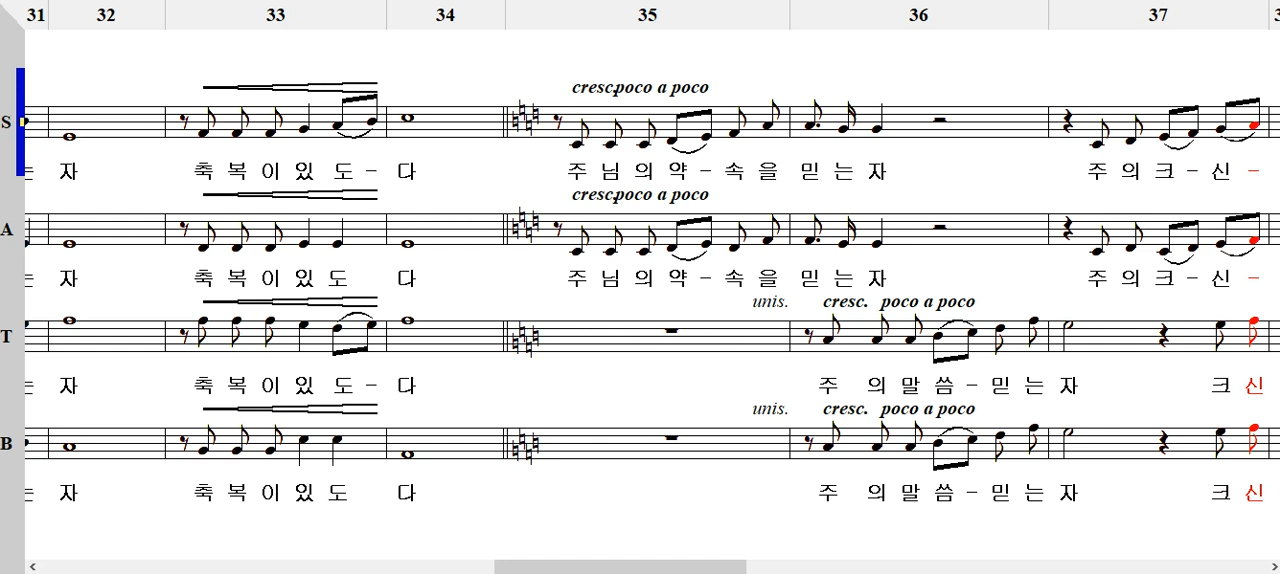 31 32 33 34 35 36 37
cresc. poco a poco
S
자 축 복 이 있 도 - 다 주 님 의 약 - 속 을 믿 는 자 주 의 크 - 신 -
cresc. poco a poco
A
자 축 복 이 있 도 다 주 님 의 약 - 속 을 믿 는 자 주 의 크 - 신 -
unis. cresc. poco a poco
T
자 축 복 이 있 도 - 다 주 의 말 씀 - 믿 는 자 크 신
unis. cresc. poco a poco
B
자 축 복 이 있 도 다 주 의 말 씀 - 믿 는 자 크 신